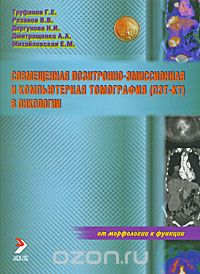 Труфанов Г.Е.
Рязанов В.В.
Дергунова Н.И.
Дмитращенко А.А.
Михайловская Е.М.
СОВМЕЩЕННАЯ ПОЗИТРОННО-ЭМИССИОННАЯ
И КОМПЬЮТЕРНАЯ ТОМОГРАФИЯ (ПЭТ-КТ)
В ОНКОЛОГИИ
от морфологии к функции
OZON.RU